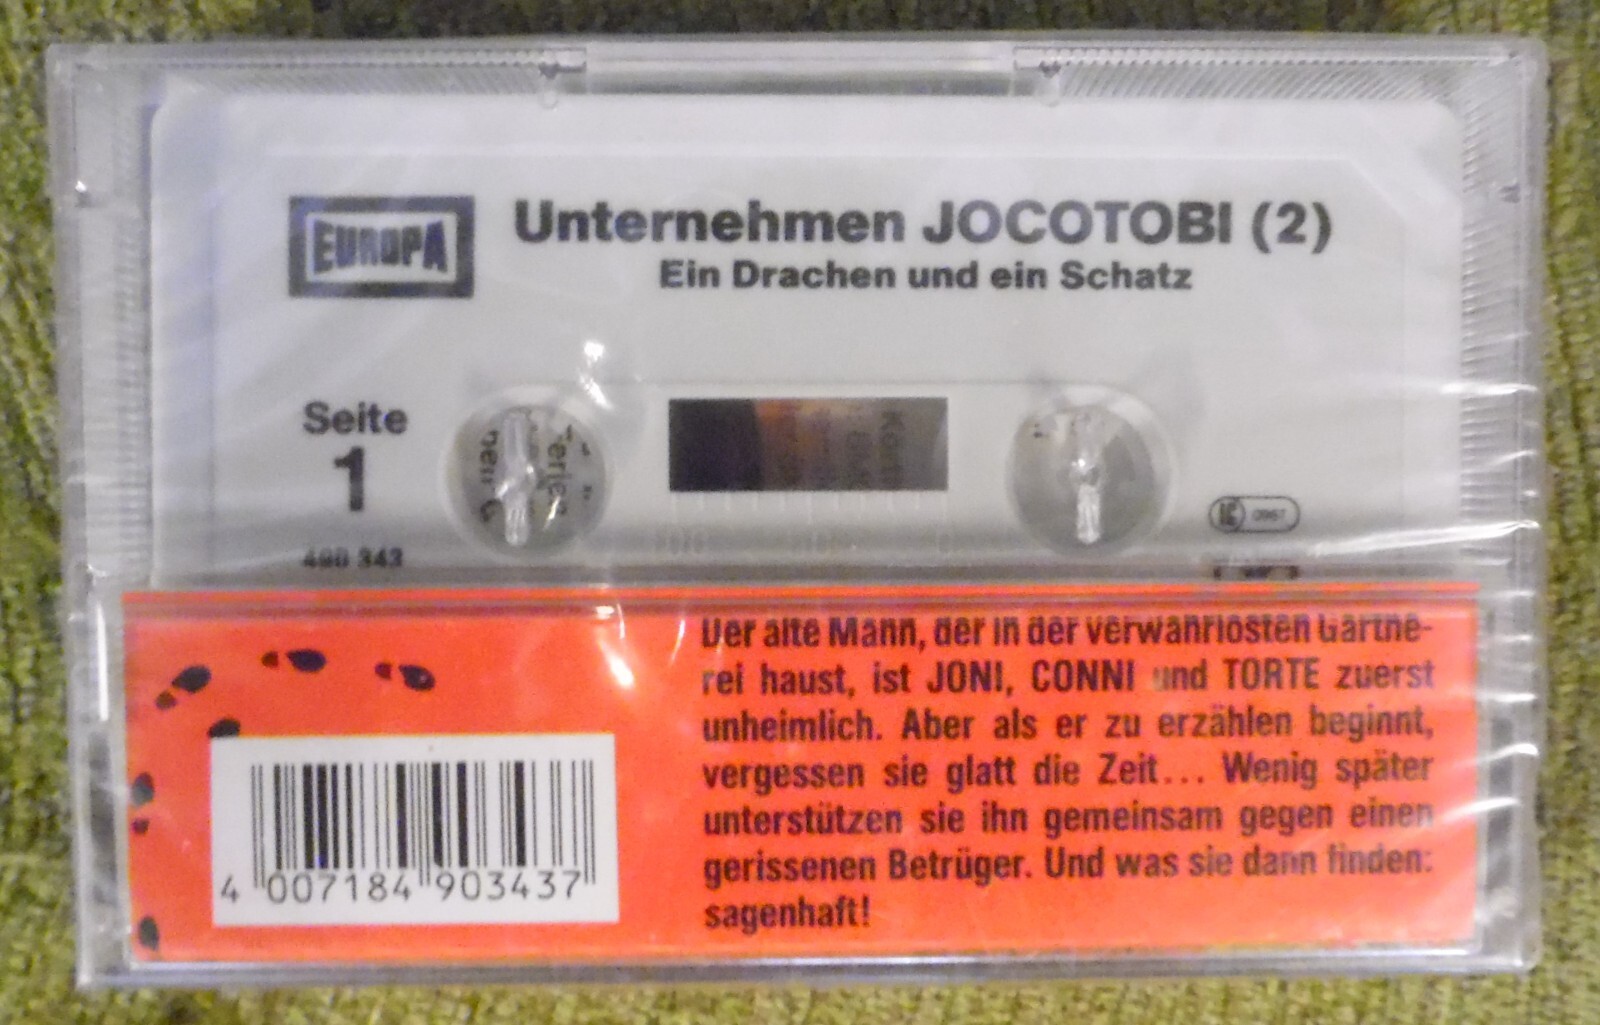 EUROPA
Unternehmen JOCOTOBI (2)
Ein Drachen und ein Schatz
Seite
1
490 343
Der alte Mann, der in der verwahrlosten Gärtne-
rei haust, ist JONI, CONNI und TORTE zuerst
unheimlich. Aber als er zu erzählen beginnt,
vergessen sie glatt die Zeit... Wenig später
unterstützen sie ihn gemeinsam gegen einen
gerissenen Betrüger. Und was sie dann finden:
sagenhaft!
4 007184 903437